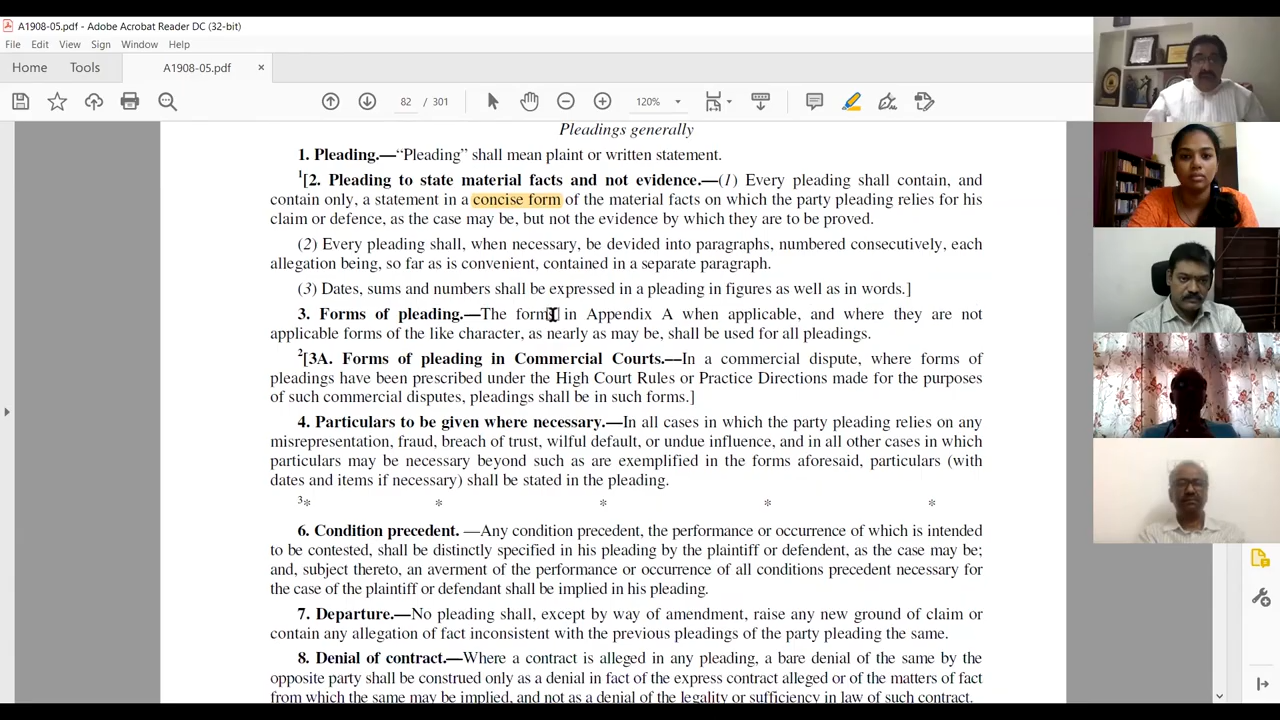 A1908-05.pdf - Adobe Acrobat Reader DC (32-bit)
File Edit View Sign Window Help
Home Tools A1908-05.pdf ×
82 / 301 120%
Pleadings generally
1. Pleading.—“Pleading” shall mean plaint or written statement.
1[2. Pleading to state material facts and not evidence.—(1) Every pleading shall contain, and
contain only, a statement in a concise form of the material facts on which the party pleading relies for his
claim or defence, as the case may be, but not the evidence by which they are to be proved.
(2) Every pleading shall, when necessary, be devided into paragraphs, numbered consecutively, each
allegation being, so far as is convenient, contained in a separate paragraph.
(3) Dates, sums and numbers shall be expressed in a pleading in figures as well as in words.]
3. Forms of pleading.—The forms in Appendix A when applicable, and where they are not
applicable forms of the like character, as nearly as may be, shall be used for all pleadings.
2[3A. Forms of pleading in Commercial Courts.—In a commercial dispute, where forms of
pleadings have been prescribed under the High Court Rules or Practice Directions made for the purposes
of such commercial disputes, pleadings shall be in such forms.]
4. Particulars to be given where necessary.—In all cases in which the party pleading relies on any
misrepresentation, fraud, breach of trust, wilful default, or undue influence, and in all other cases in which
particulars may be necessary beyond such as are exemplified in the forms aforesaid, particulars (with
dates and items if necessary) shall be stated in the pleading.
3* * * * *
6. Condition precedent. —Any condition precedent, the performance or occurrence of which is intended
to be contested, shall be distinctly specified in his pleading by the plaintiff or defendent, as the case may be;
and, subject thereto, an averment of the performance or occurrence of all conditions precedent necessary for
the case of the plaintiff or defendant shall be implied in his pleading.
7. Departure.—No pleading shall, except by way of amendment, raise any new ground of claim or
contain any allegation of fact inconsistent with the previous pleadings of the party pleading the same.
8. Denial of contract.—Where a contract is alleged in any pleading, a bare denial of the same by the
opposite party shall be construed only as a denial in fact of the express contract alleged or of the matters of fact
from which the same may be implied, and not as a denial of the legality or sufficiency in law of such contract.